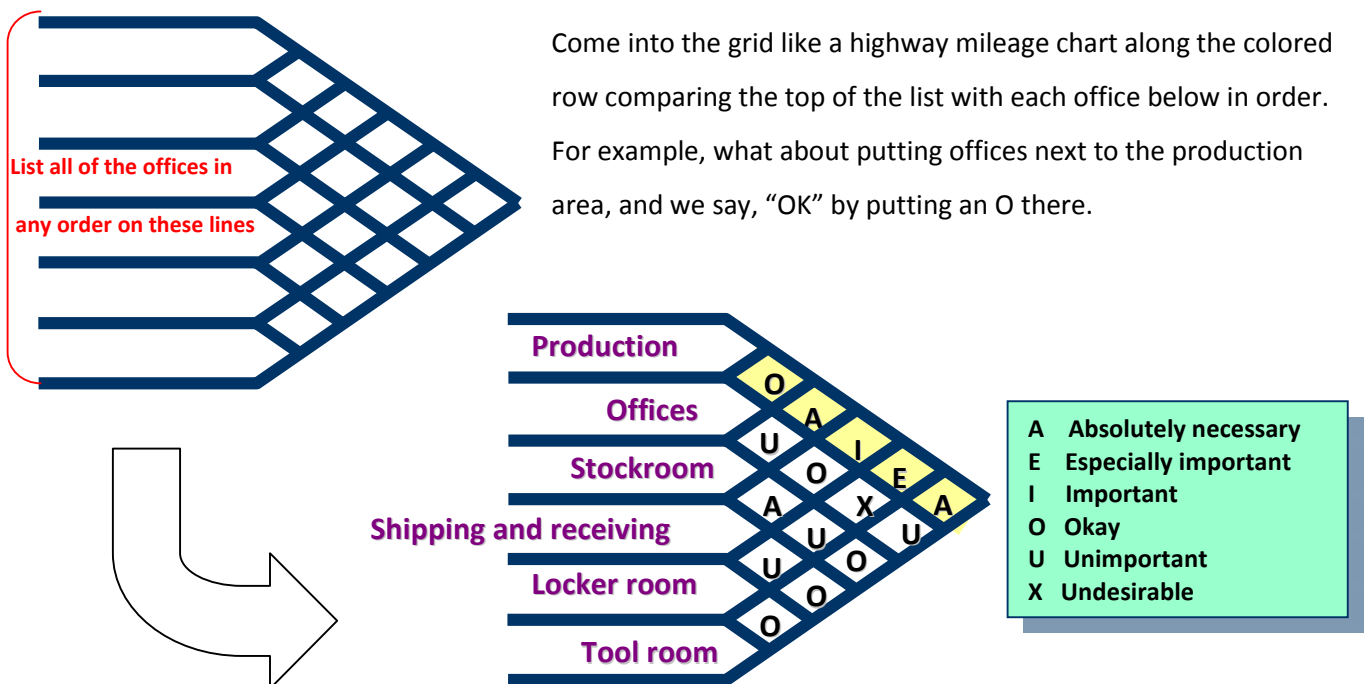 Come into the grid like a highway mileage chart along the colored
row comparing the top of the list with each office below in order.
For example, what about putting offices next to the production
area, and we say, “OK” by putting an O there.
List all of the offices in
any order on these lines
Production
O
Offices
A
U
I
Stockroom
O
E
A
X
A
Shipping and receiving
U
U
U
O
Locker room
O
O
Tool room
A Absolutely necessary
E Especially important
I Important
O Okay
U Unimportant
X Undesirable